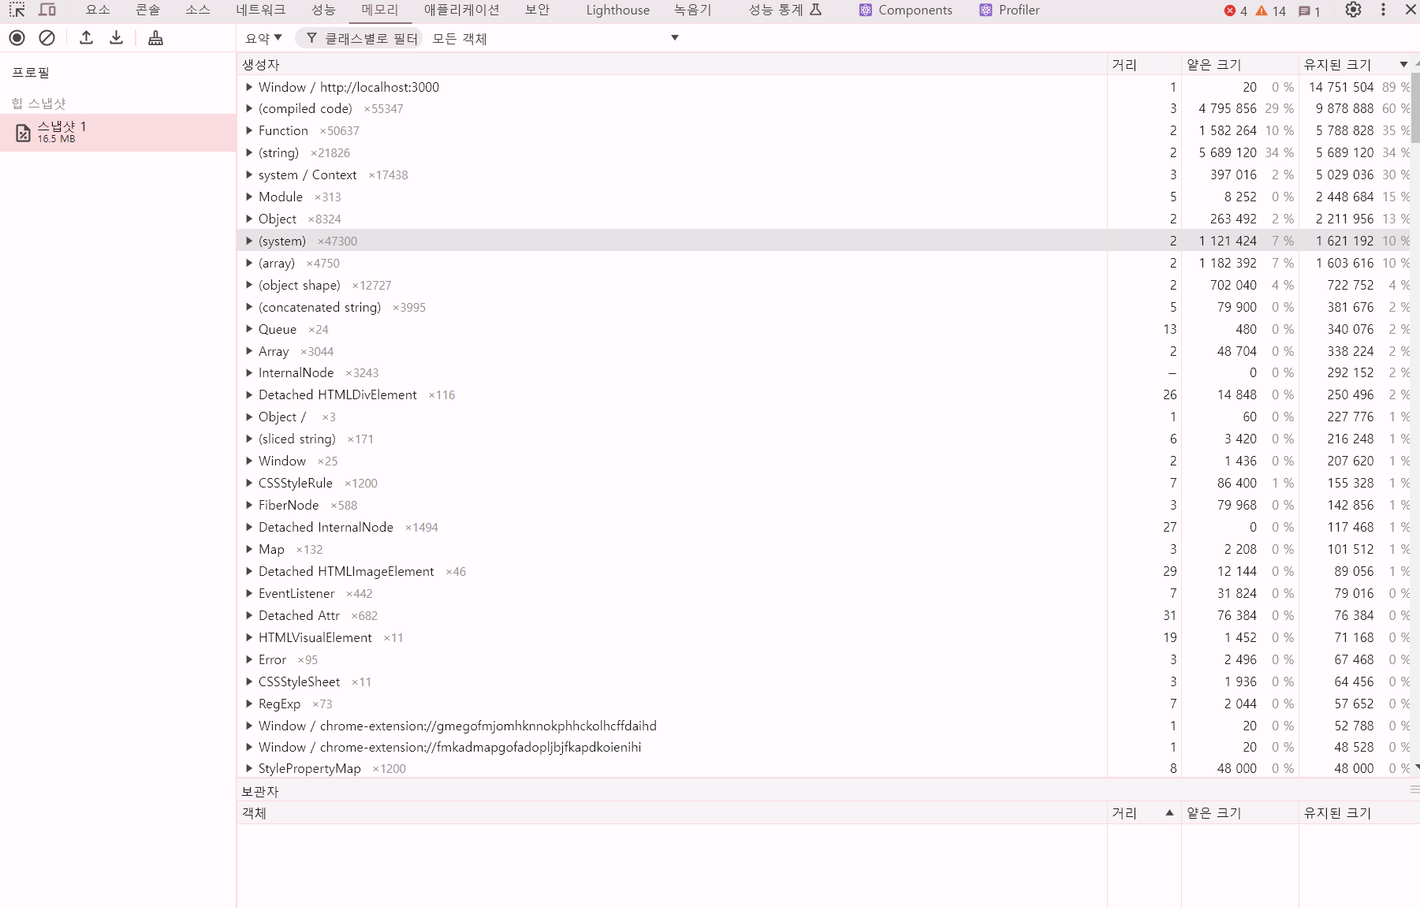 요소 콘솔 소스 네트워크 성능 메모리 애플리케이션 보안 Lighthouse 녹음기 성능 통계 Components Profiler 4 14 1
요약 클래스별로 필터 모든 객체
프로필
힙 스냅샷
스냅샷 1
16.5 MB
생성자 거리 얕은 크기 유지된 크기
Window / http://localhost:3000 1 20 0 % 14 751 504 89 %
(compiled code) ×55347 3 4 795 856 29 % 9 878 888 60 %
Function ×50637 2 1 582 264 10 % 5 788 828 35 %
(string) ×21826 2 5 689 120 34 % 5 689 120 34 %
system / Context ×17438 3 397 016 2 % 5 029 036 30 %
Module ×313 5 8 252 0 % 2 448 684 15 %
Object ×8324 2 263 492 2 % 2 211 956 13 %
(system) ×47300 2 1 121 424 7 % 1 621 192 10 %
(array) ×4750 2 1 182 392 7 % 1 603 616 10 %
(object shape) ×12727 2 702 040 4 % 722 752 4 %
(concatenated string) ×3995 5 79 900 0 % 381 676 2 %
Queue ×24 13 480 0 % 340 076 2 %
Array ×3044 2 48 704 0 % 338 224 2 %
InternalNode ×3243 – 0 0 % 292 152 2 %
Detached HTMLDivElement ×116 26 14 848 0 % 250 496 2 %
Object / ×3 1 60 0 % 227 776 1 %
(sliced string) ×171 6 3 420 0 % 216 248 1 %
Window ×25 2 1 436 0 % 207 620 1 %
CSSStyleRule ×1200 7 86 400 1 % 155 328 1 %
FiberNode ×588 3 79 968 0 % 142 856 1 %
Detached InternalNode ×1494 27 0 0 % 117 468 1 %
Map ×132 3 2 208 0 % 101 512 1 %
Detached HTMLImageElement ×46 29 12 144 0 % 89 056 1 %
EventListener ×442 7 31 824 0 % 79 016 0 %
Detached Attr ×682 31 76 384 0 % 76 384 0 %
HTMLVisualElement ×11 19 1 452 0 % 71 168 0 %
Error ×95 3 2 496 0 % 67 468 0 %
CSSStyleSheet ×11 3 1 936 0 % 64 456 0 %
RegExp ×73 7 2 044 0 % 57 652 0 %
Window / chrome-extension://gmegofmjomhknnokphhckolhcffdaihd 1 20 0 % 52 788 0 %
Window / chrome-extension://fmkadmapgofadopljbjfkapdkoienihi 1 20 0 % 48 528 0 %
StylePropertyMap ×1200 8 48 000 0 % 48 000 0 %
보관자
객체 거리 얕은 크기 유지된 크기